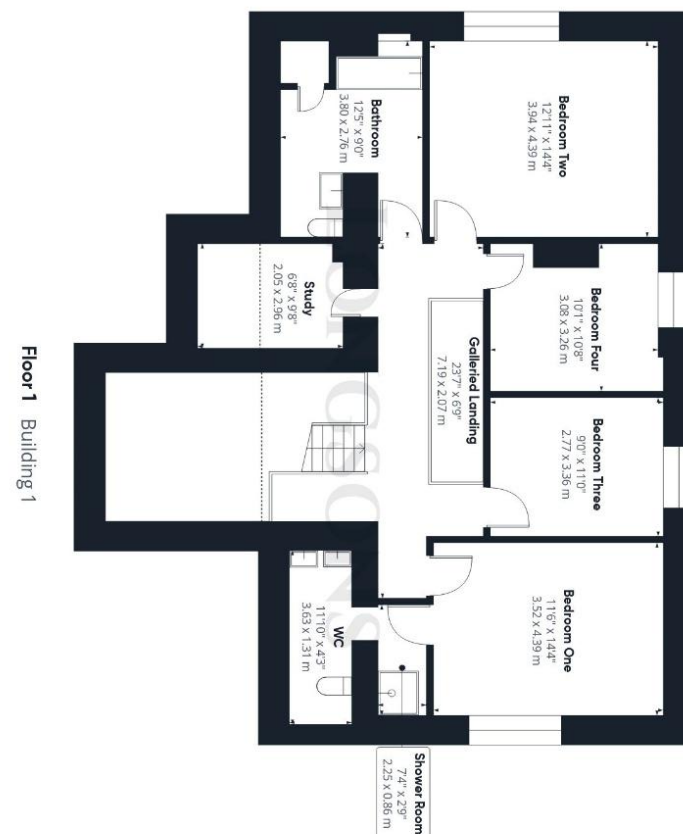 Bathroom
12'5" x 9'0"
3.80 x 2.76 m
Bedroom Two
12'11" x 14'4"
3.94 x 4.39 m
Study
6'8" x 9'8"
2.05 x 2.96 m
Bedroom Four
10'1" x 10'8"
3.08 x 3.26 m
Galleried Landing
23'7" x 6'9"
7.19 x 2.07 m
Bedroom Three
9'0" x 11'0"
2.77 x 3.36 m
WC
11'10" x 4'3"
3.63 x 1.31 m
Bedroom One
11'6" x 14'4"
3.52 x 4.39 m
Shower Room
7'4" x 2'9"
2.25 x 0.86 m
Floor 1 Building 1